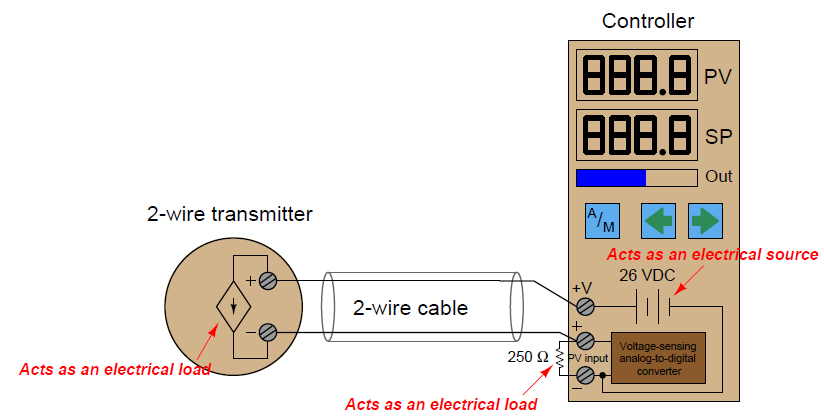 Controller
888.8 PV
888.8 SP
Out
2-wire transmitter
A/M
Acts as an electrical source
26 VDC
+V
+
2-wire cable
+
−
250 Ω
PV input
Voltage-sensing
analog-to-digital
converter
−
Acts as an electrical load
Acts as an electrical load